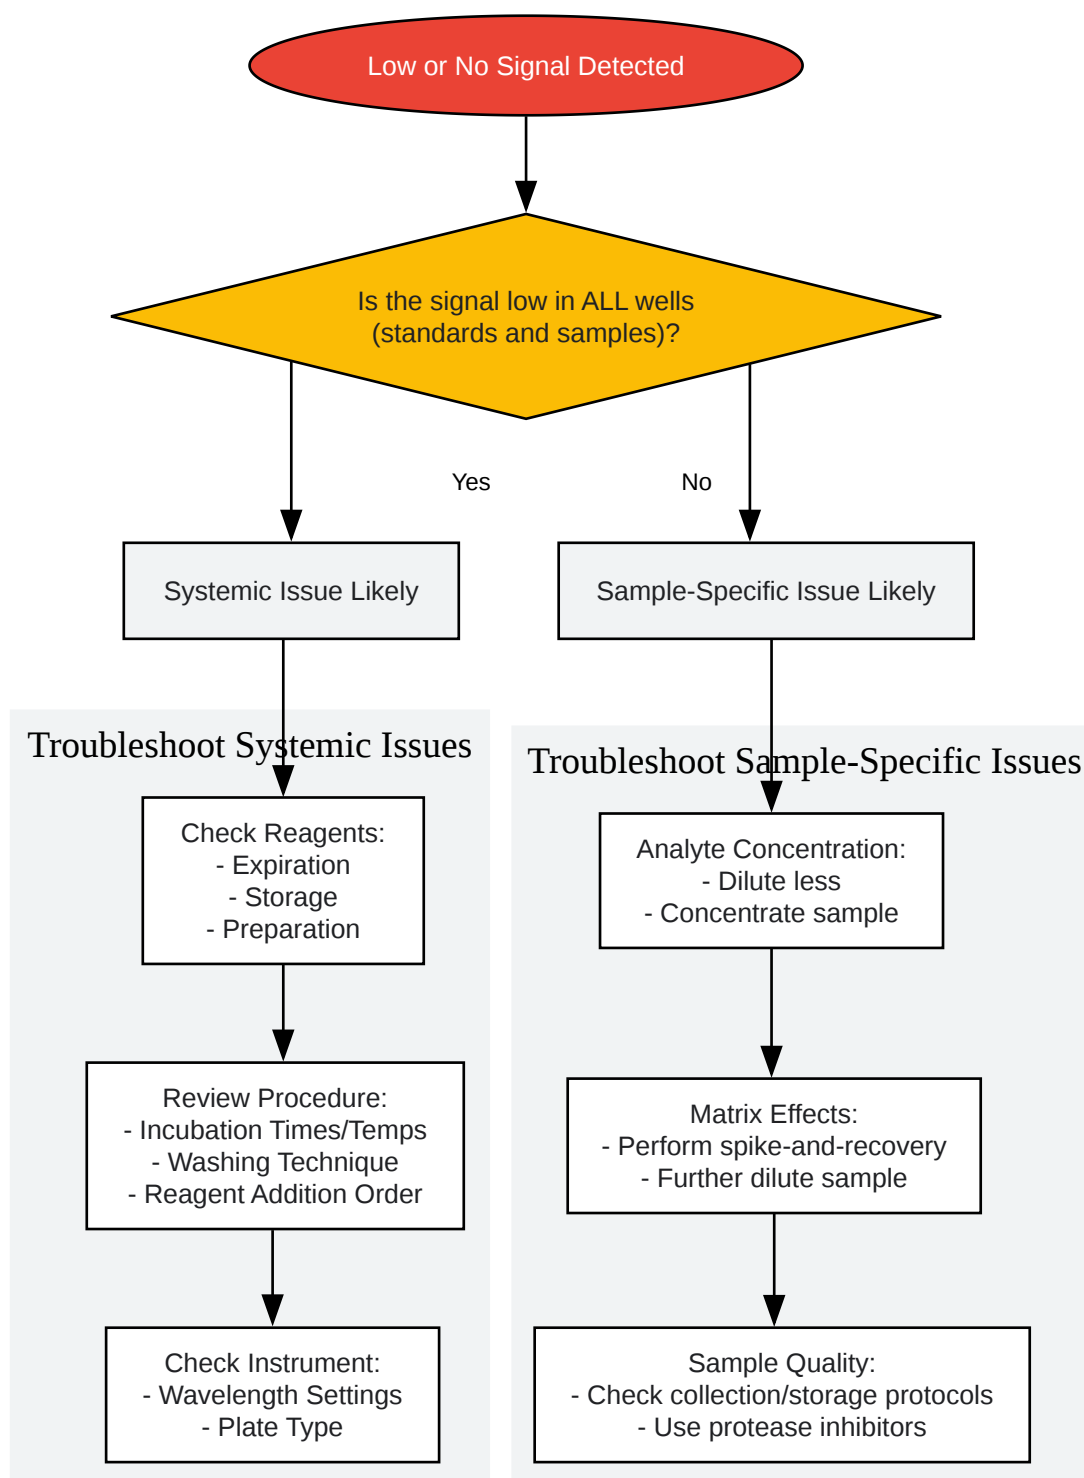 Low or No Signal Detected
Is the signal low in ALL wells
(standards and samples)?
Yes
No
Systemic Issue Likely
Sample-Specific Issue Likely
Troubleshoot Systemic Issues
Check Reagents:
- Expiration
- Storage
- Preparation
Review Procedure:
- Incubation Times/Temps
- Washing Technique
- Reagent Addition Order
Check Instrument:
- Wavelength Settings
- Plate Type
Troubleshoot Sample-Specific Issues
Analyte Concentration:
- Dilute less
- Concentrate sample
Matrix Effects:
- Perform spike-and-recovery
- Further dilute sample
Sample Quality:
- Check collection/storage protocols
- Use protease inhibitors